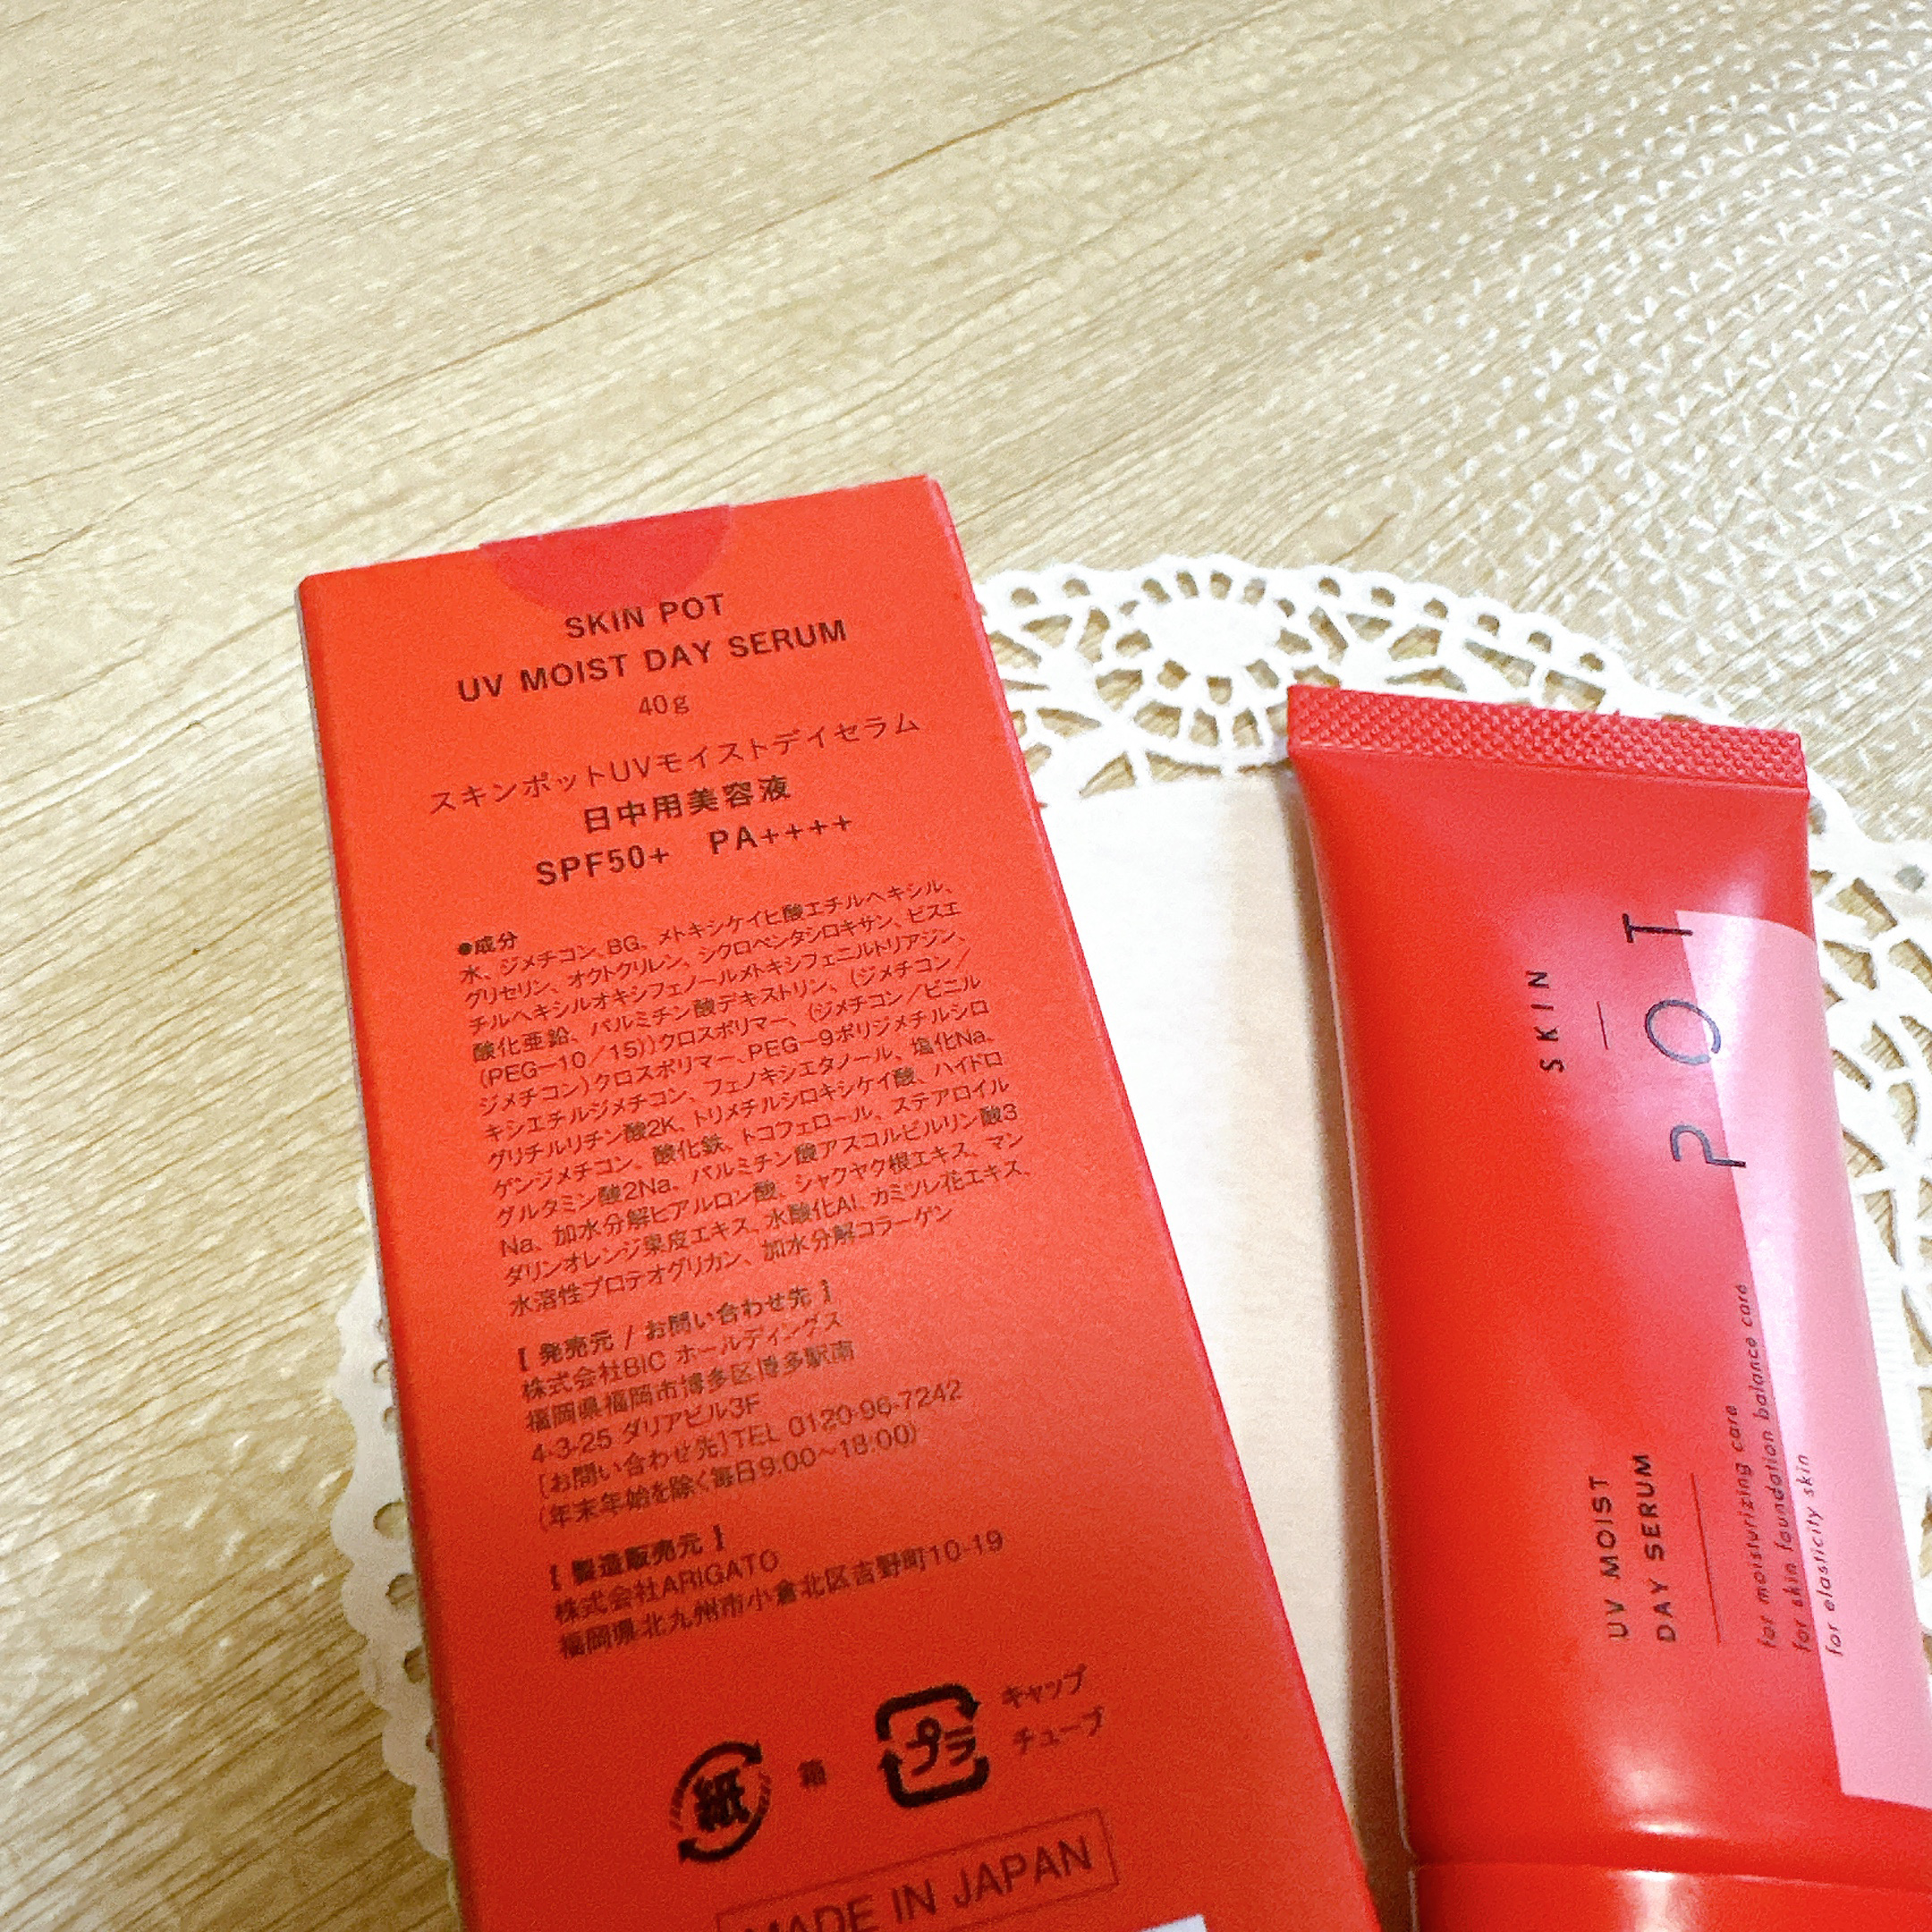 SKIN POT
UV MOIST DAY SERUM
40g
スキンポットUVモイストデイセラム
日中用美容液
SPF50+ PA++++
●成分
水、ジメチコン、BG、メトキシケイヒ酸エチルヘキシル、
グリセリン、オクトクリレン、シクロペンタシロキサン、ビスエ
チルヘキシルオキシフェノールメトキシフェニルトリアジン、
酸化亜鉛、パルミチン酸デキストリン、(ジメチコン/
(PEG-10/15))クロスポリマー、(ジメチコン/ビニル
ジメチコン)クロスポリマー、PEG-9ポリジメチルシロ
キシエチルジメチコン、フェノキシエタノール、塩化Na、
グリチルリチン酸2K、トリメチルシロキシケイ酸、ハイドロ
ゲンジメチコン、酸化鉄、トコフェロール、ステアロイル
グルタミン酸2Na、パルミチン酸アスコルビルリン酸3
Na、加水分解ヒアルロン酸、シャクヤク根エキス、マン
ダリンオレンジ果皮エキス、水酸化Al、カミツレ花エキス、
水溶性プロテオグリカン、加水分解コラーゲン
【 発売元 / お問い合わせ先 】
株式会社BIC ホールディングス
福岡県福岡市博多区博多駅南
4-3-25 ダリアビル3F
[お問い合わせ先]TEL 0120-96-7242
(年末年始を除く毎日9:00~18:00)
【 製造販売元 】
株式会社ARIGATO
福岡県北九州市小倉北区吉野町10-19
紙 箱
プラ キャップ
チューブ
MADE IN JAPAN
SKIN
POT
UV MOIST
DAY SERUM
for moisturizing care
for skin foundation balance care
for elasticity skin